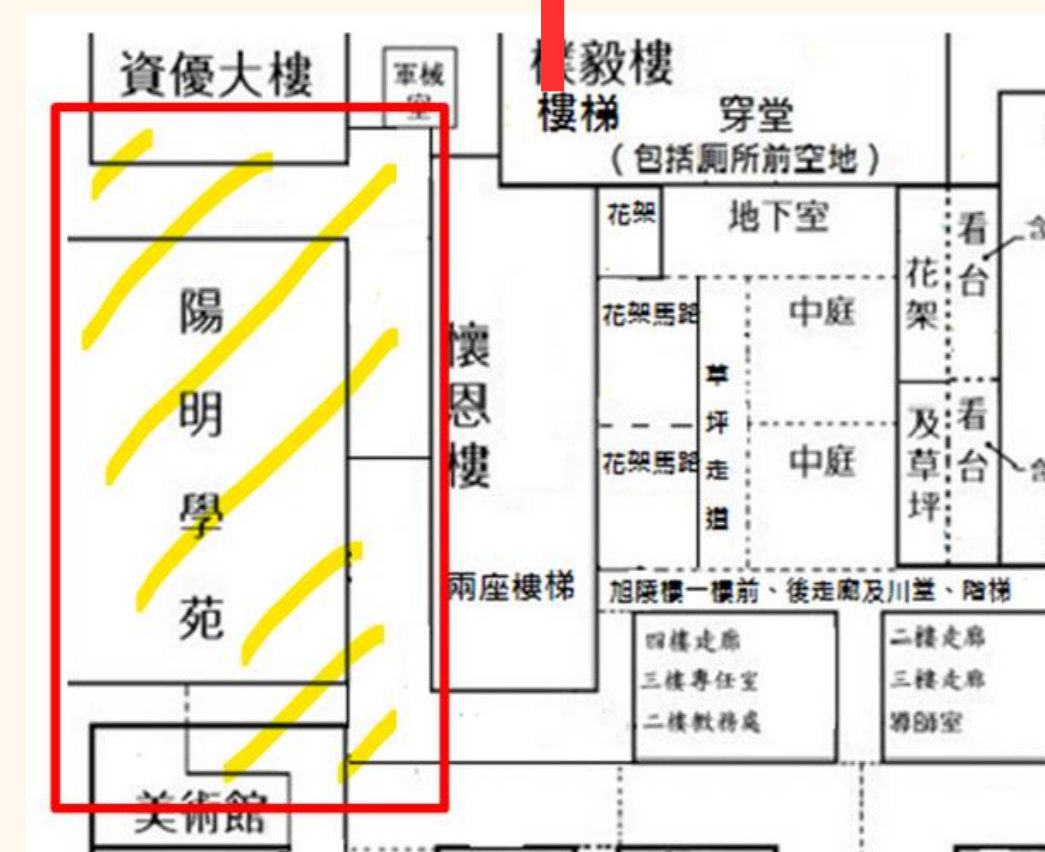 資優大樓
軍械
室
樸毅樓
樓梯
穿堂
(包括厠所前空地)
花架
地下室
看台
花架
花架馬路
中庭
陽明學苑
懷恩樓
草坪走道
花架馬路
中庭
及草坪
看台
兩座樓梯
旭陵樓一樓前、後走廊及川堂、階梯
四樓走廊
三樓專任室
二樓教務處
二樓走廊
三樓走廊
導師室
美術館